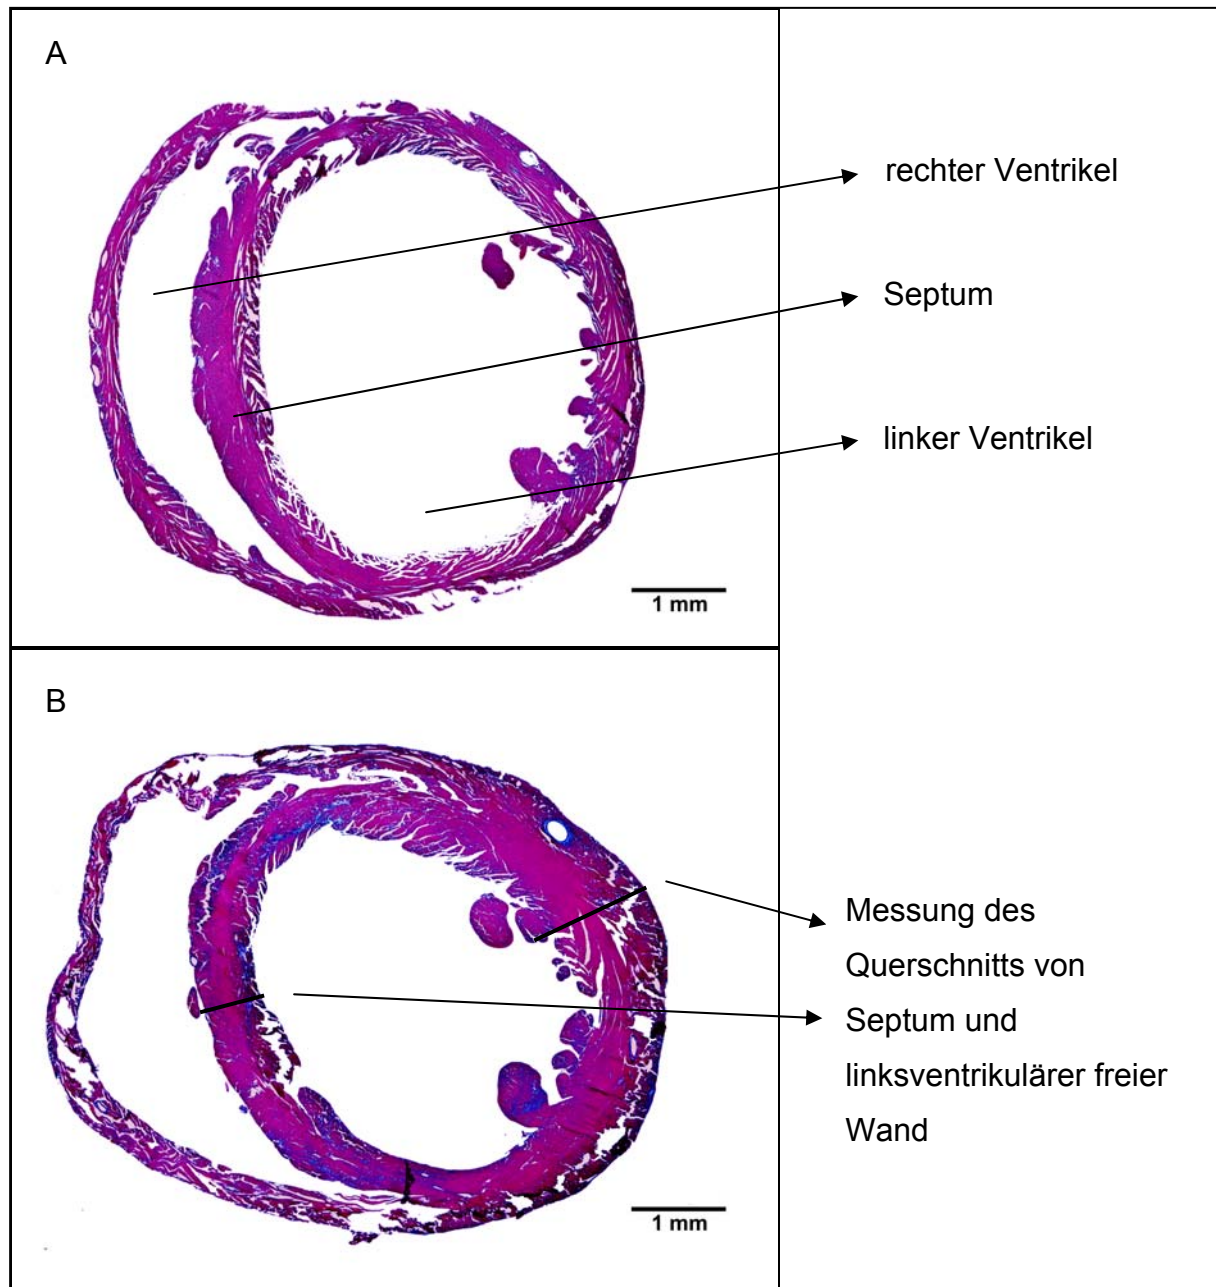 A
rechter Ventrikel
Septum
linker Ventrikel
1 mm
B
Messung des
Querschnitts von
Septum und
linksventrikulärer freier
Wand
1 mm